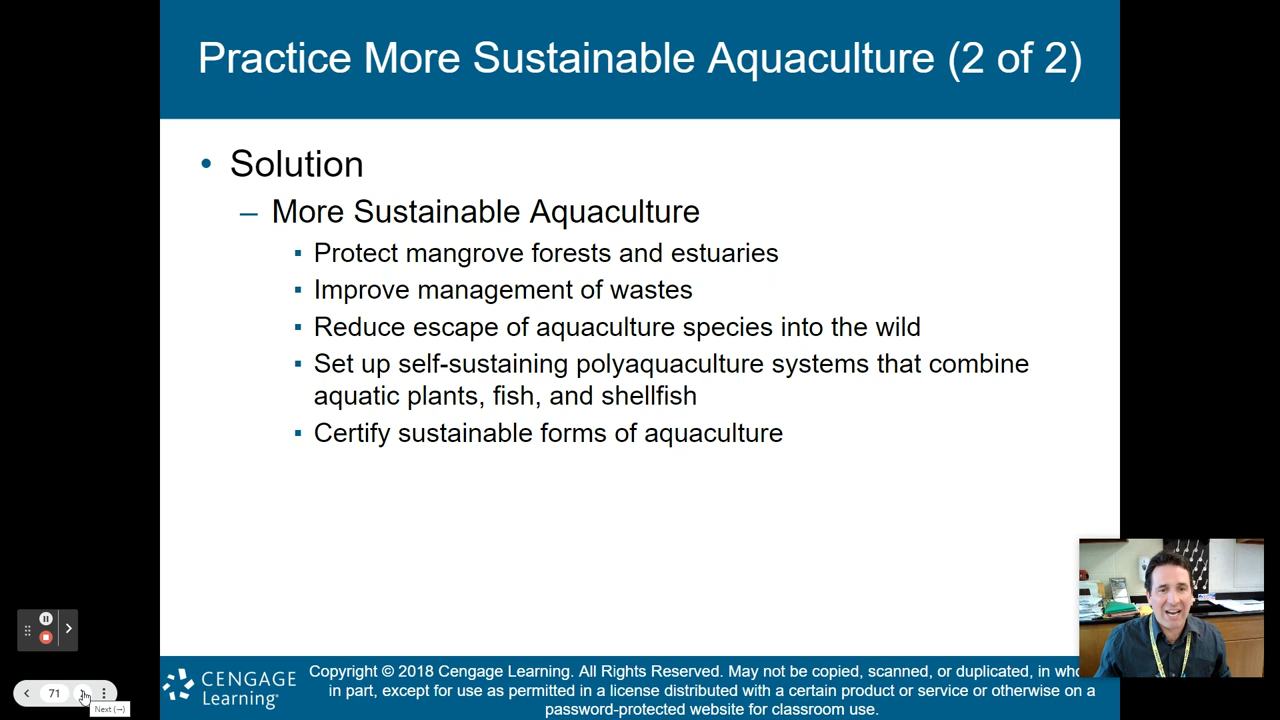 Practice More Sustainable Aquaculture (2 of 2)
• Solution
– More Sustainable Aquaculture
▪ Protect mangrove forests and estuaries
▪ Improve management of wastes
▪ Reduce escape of aquaculture species into the wild
▪ Set up self-sustaining polyaquaculture systems that combine
aquatic plants, fish, and shellfish
▪ Certify sustainable forms of aquaculture
CENGAGE
Learning
Copyright © 2018 Cengage Learning. All Rights Reserved. May not be copied, scanned, or duplicated, in
in part, except for use as permitted in a license distributed with a certain product or service or otherwise on a
password-protected website for classroom use.
71
Next (→)